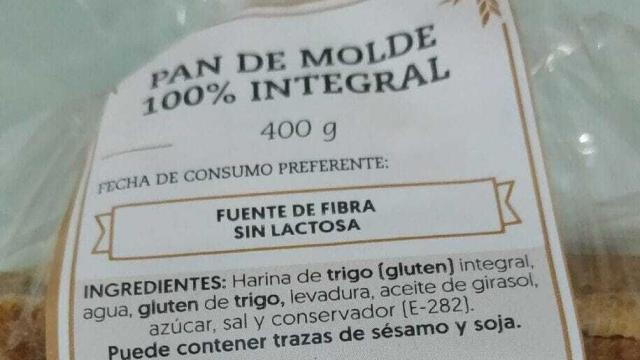 PAN DE MOLDE
100% INTEGRAL
400 g
FECHA DE CONSUMO PREFERENTE:
FUENTE DE FIBRA
SIN LACTOSA
INGREDIENTES: Harina de trigo (gluten) integral,
agua, gluten de trigo, levadura, aceite de girasol,
azúcar, sal y conservador (E-282).
Puede contener trazas de sésamo y soja.